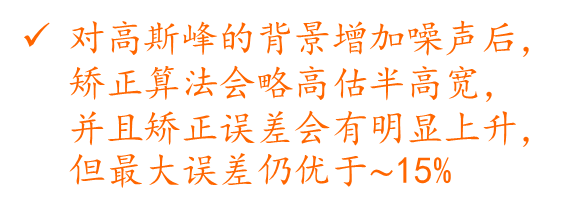 ✓ 对高斯峰的背景增加噪声后，
矫正算法会略高估半高宽，
并且矫正误差会有明显上升，
但最大误差仍优于~15%